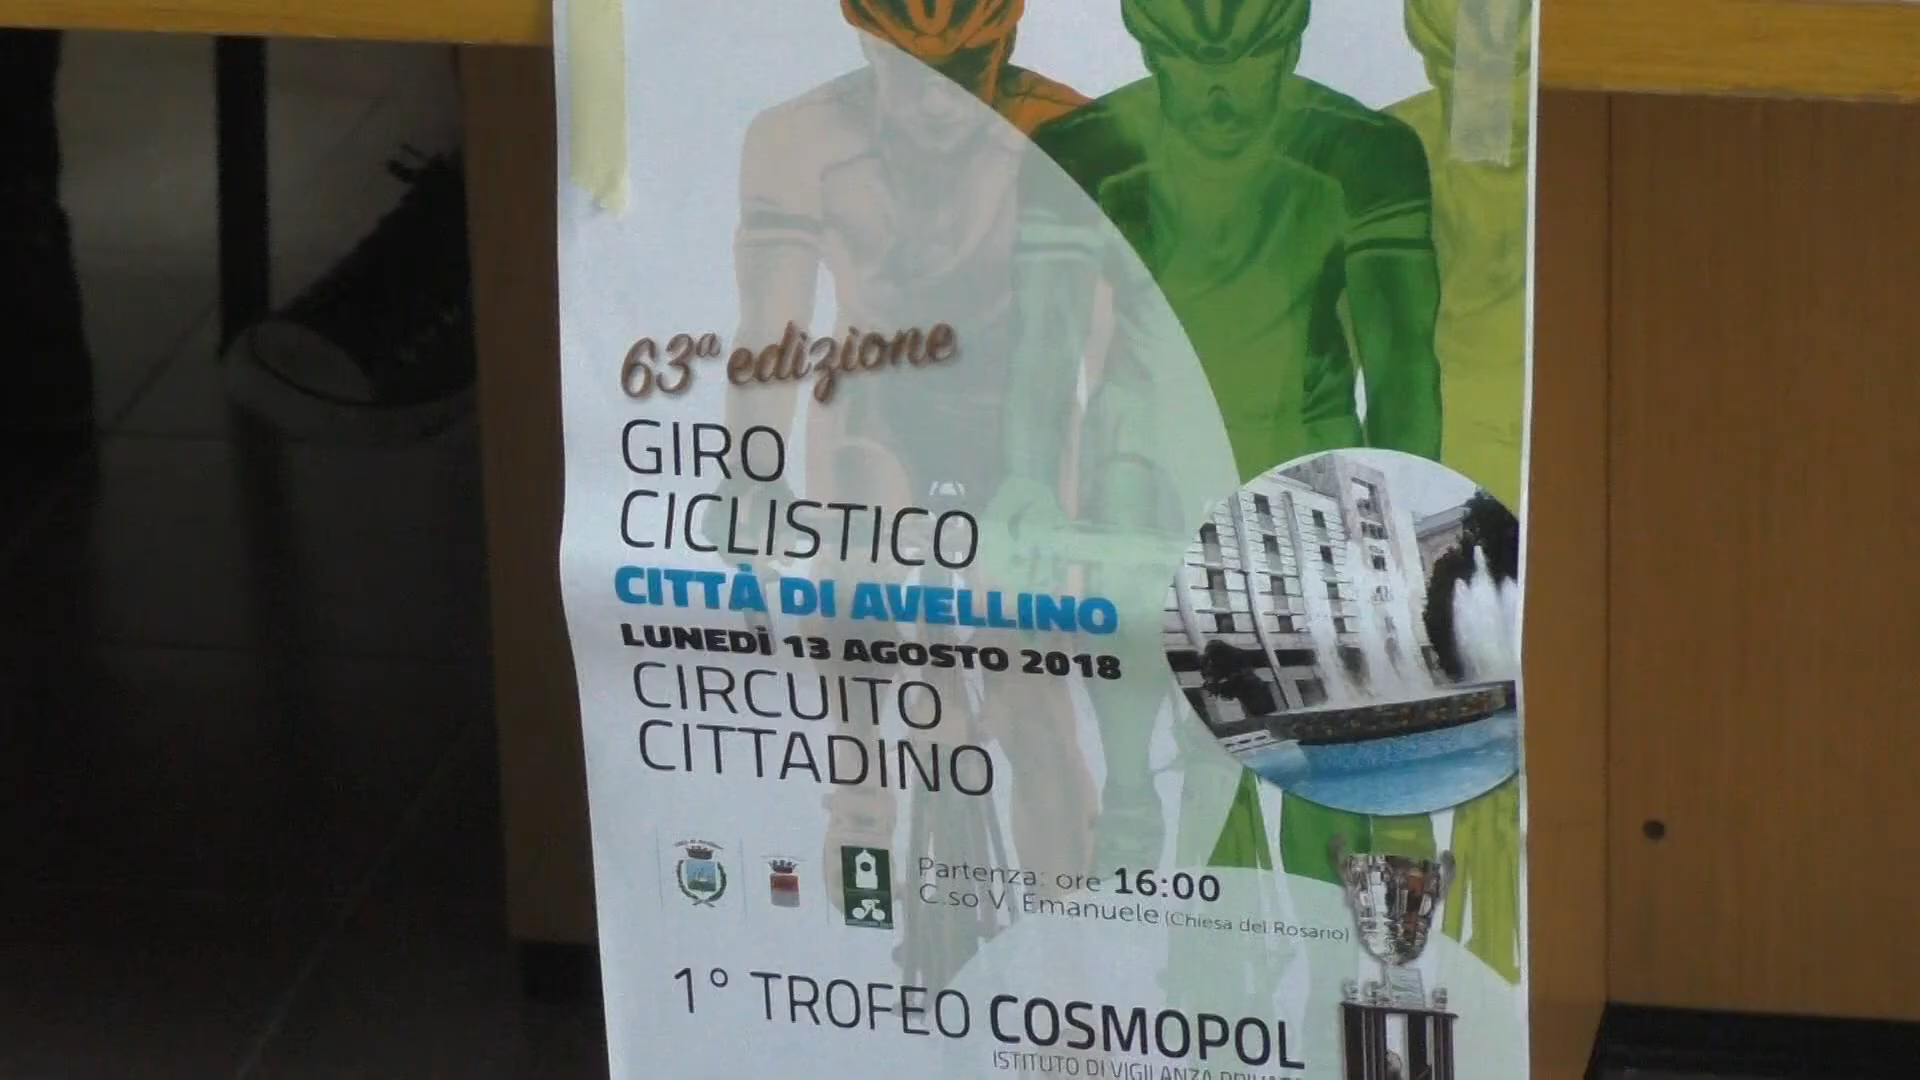 63ª edizione
GIRO
CICLISTICO
CITTÀ DI AVELLINO
LUNEDÌ 13 AGOSTO 2018
CIRCUITO
CITTADINO
Partenza: ore 16:00
C.so V. Emanuele (Chiesa del Rosario)
1° TROFEO COSMOPOL
ISTITUTO DI VIGILANZA